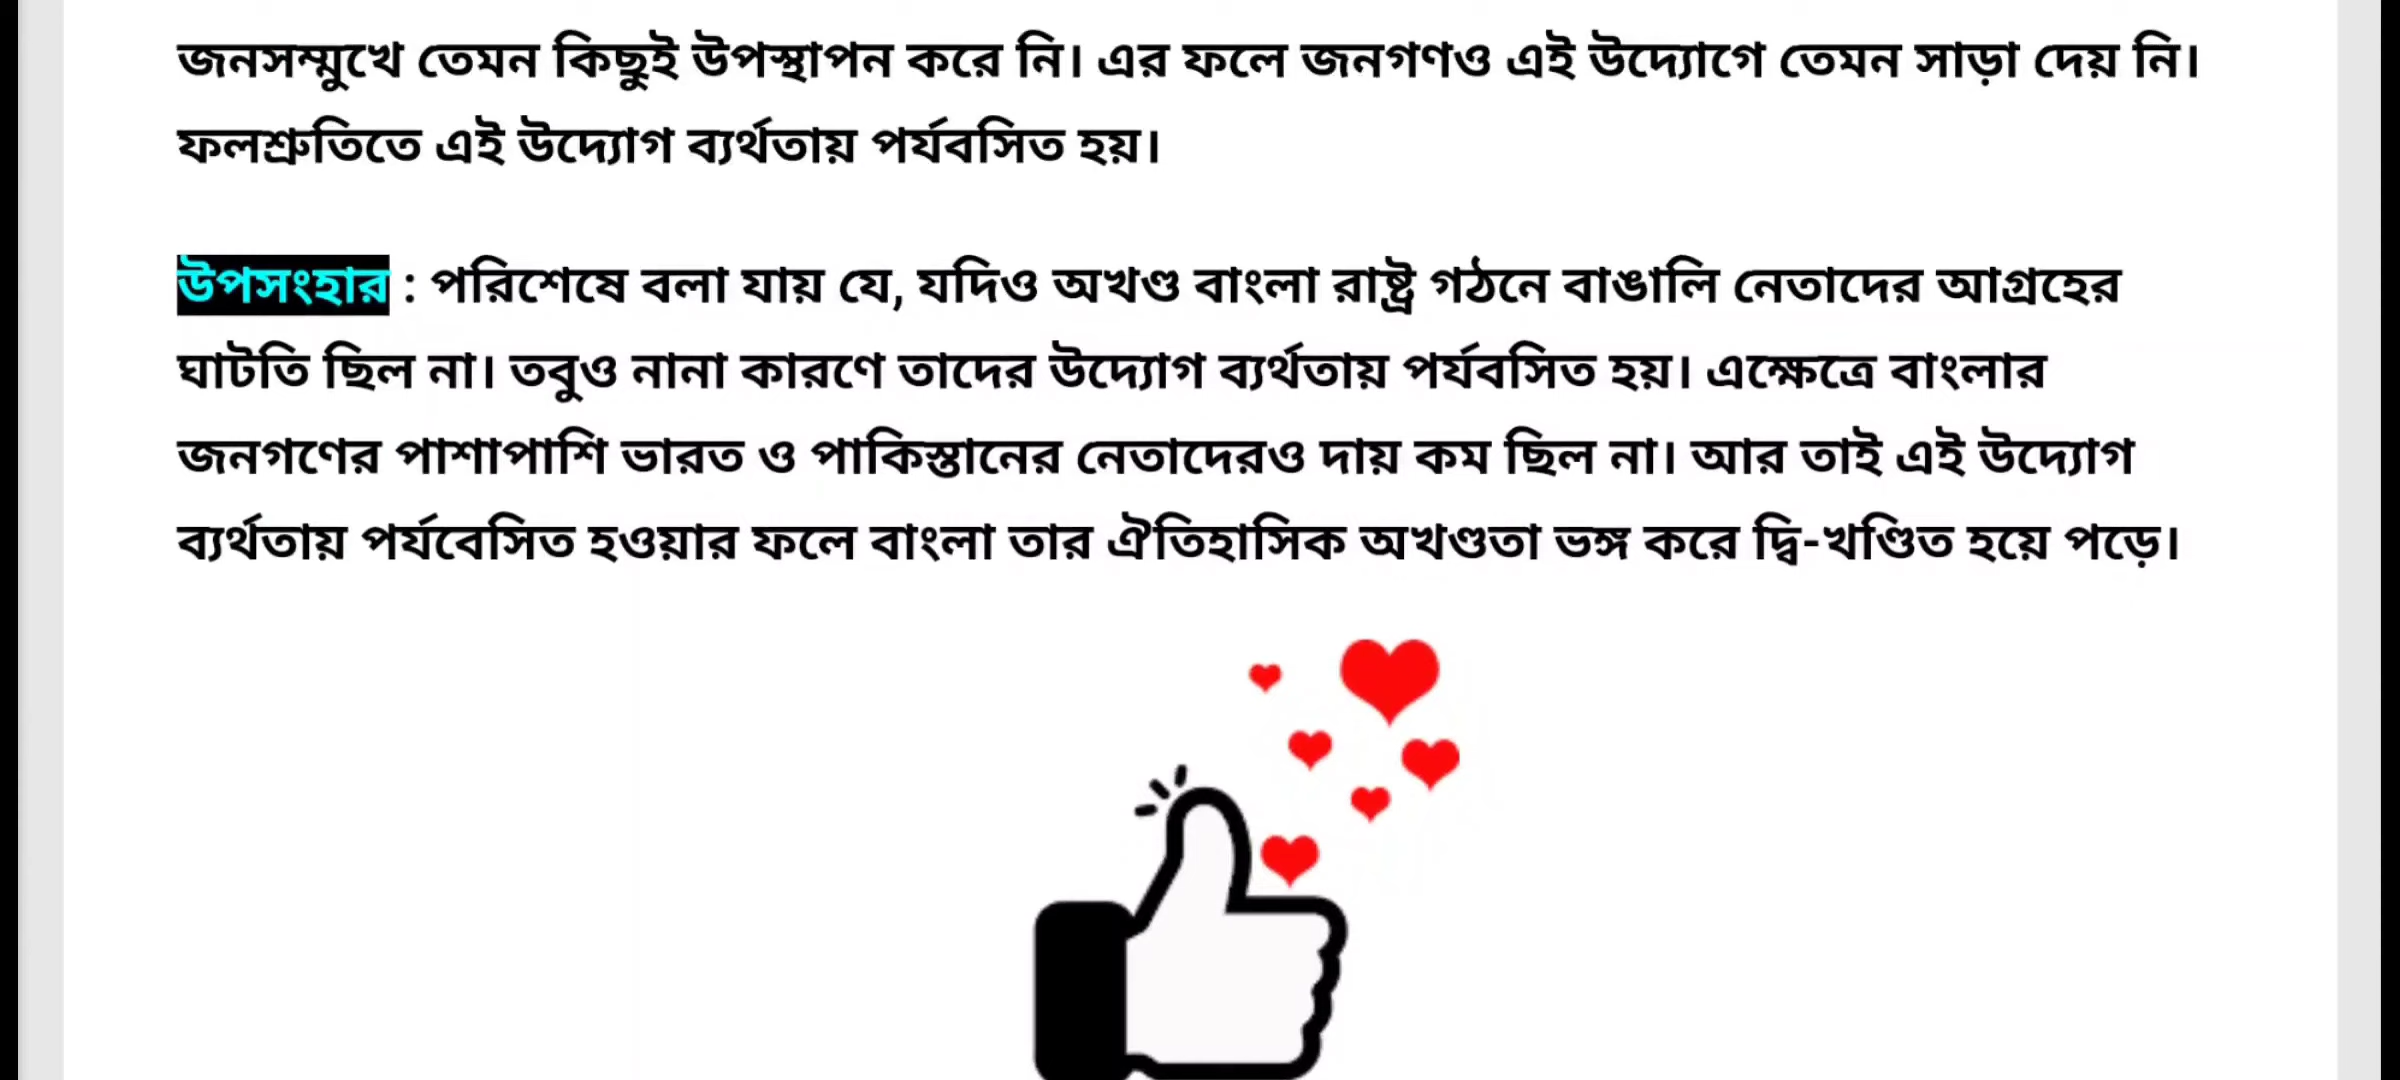 জনসম্মুখে তেমন কিছুই উপস্থাপন করে নি। এর ফলে জনগণও এই উদ্যোগে তেমন সাড়া দেয় নি।
ফলশ্রুতিতে এই উদ্যোগ ব্যর্থতায় পর্যবসিত হয়।
উপসংহার : পরিশেষে বলা যায় যে, যদিও অখণ্ড বাংলা রাষ্ট্র গঠনে বাঙালি নেতাদের আগ্রহের
ঘাটতি ছিল না। তবুও নানা কারণে তাদের উদ্যোগ ব্যর্থতায় পর্যবসিত হয়। এক্ষেত্রে বাংলার
জনগণের পাশাপাশি ভারত ও পাকিস্তানের নেতাদেরও দায় কম ছিল না। আর তাই এই উদ্যোগ
ব্যর্থতায় পর্যবেসিত হওয়ার ফলে বাংলা তার ঐতিহাসিক অখণ্ডতা ভঙ্গ করে দ্বি-খণ্ডিত হয়ে পড়ে।